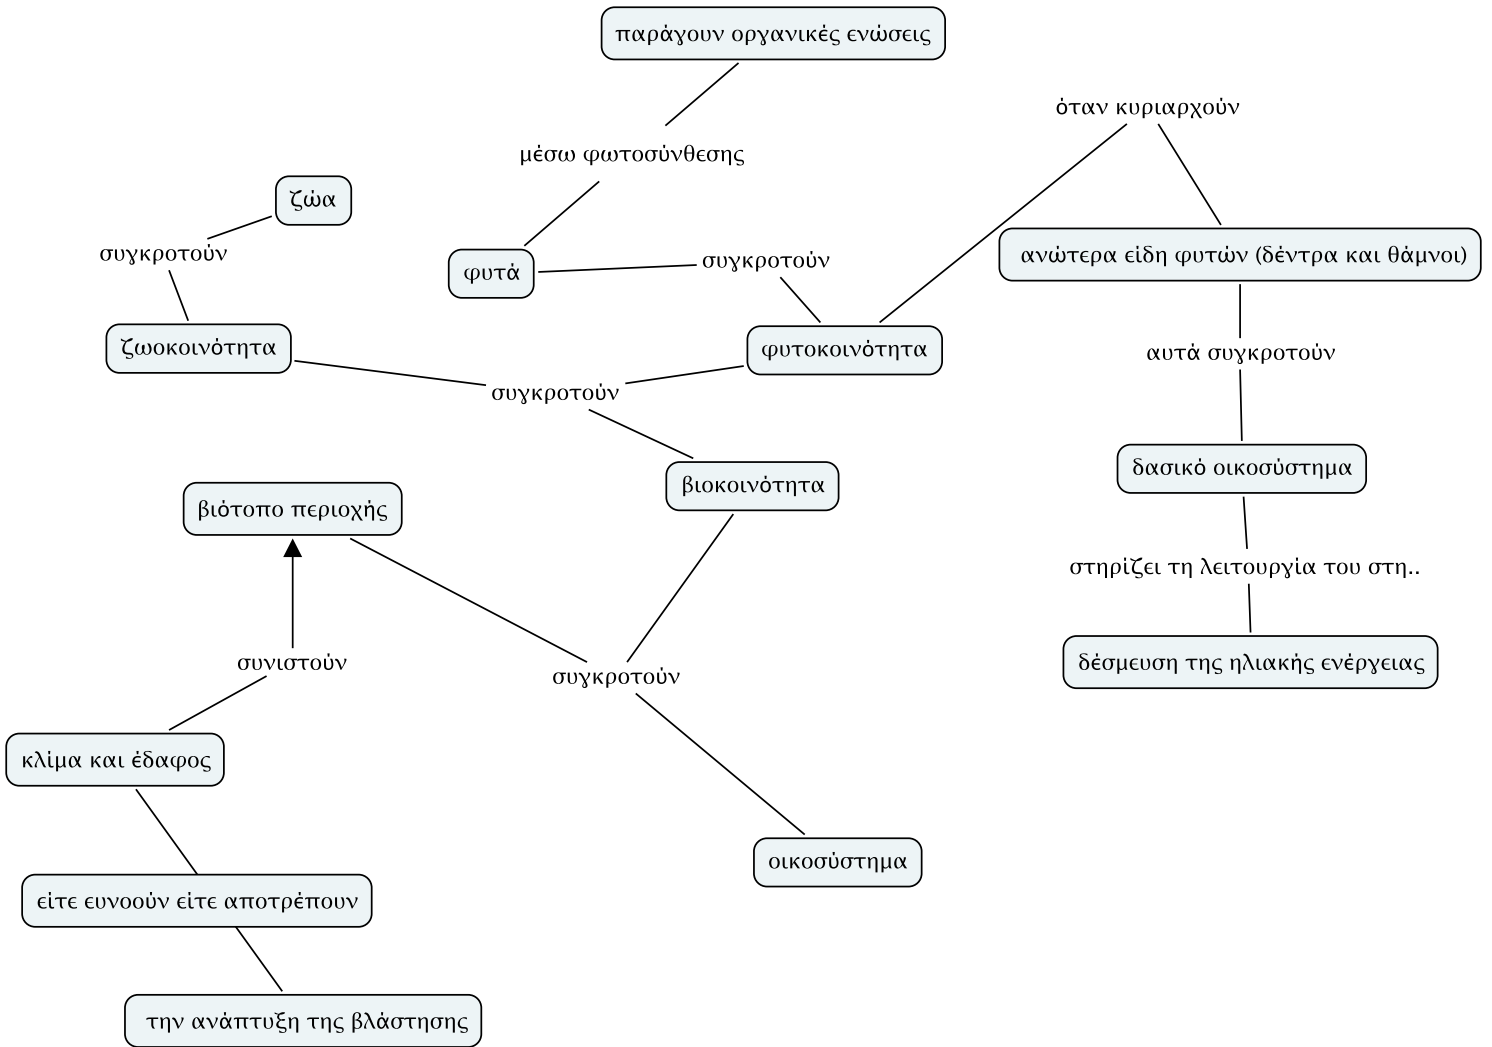 παράγουν οργανικές ενώσεις
όταν κυριαρχούν
μέσω φωτοσύνθεσης
ζώα
συγκροτούν
φυτά
συγκροτούν
ανώτερα είδη φυτών (δέντρα και θάμνοι)
ζωοκοινότητα
φυτοκοινότητα
αυτά συγκροτούν
συγκροτούν
δασικό οικοσύστημα
βιοκοινότητα
βιότοπο περιοχής
στηρίζει τη λειτουργία του στη..
συνιστούν
συγκροτούν
δέσμευση της ηλιακής ενέργειας
κλίμα και έδαφος
οικοσύστημα
είτε ευνοούν είτε αποτρέπουν
την ανάπτυξη της βλάστησης